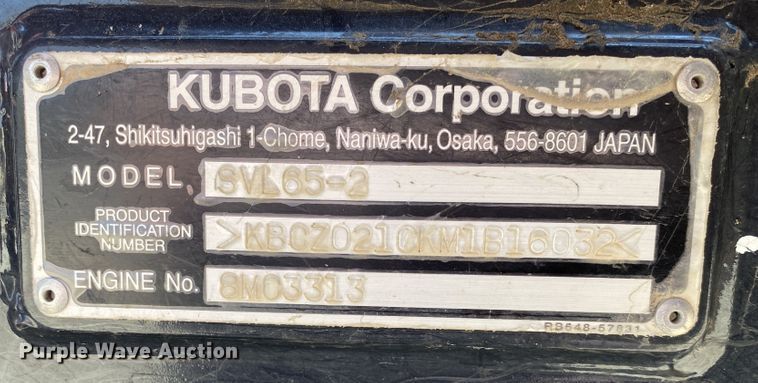 KUBOTA Corporation
2-47, Shikitsuhigashi 1-Chome, Naniwa-ku, Osaka, 556-8601 JAPAN
MODEL SVL65-2
PRODUCT IDENTIFICATION NUMBER >KBCZ021CKM1B16032<
ENGINE No. 8M03313
RB648-57831
Purple Wave Auction